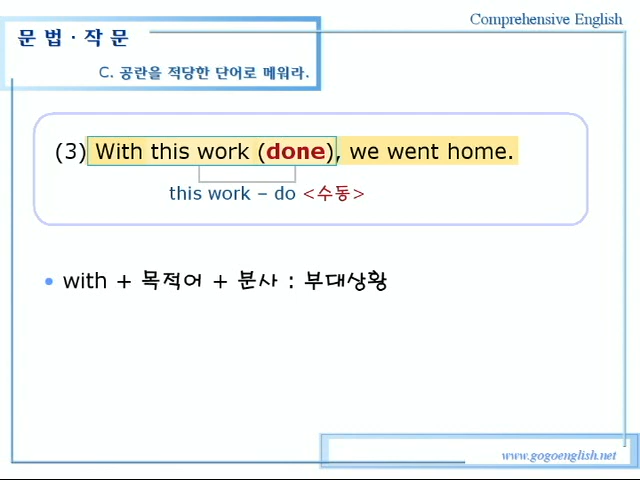 Comprehensive English
문법·작문
C. 공란을 적당한 단어로 메워라.
(3) With this work (done), we went home.
this work – do <수동>
• with + 목적어 + 분사 : 부대상황
www.gogoenglish.net